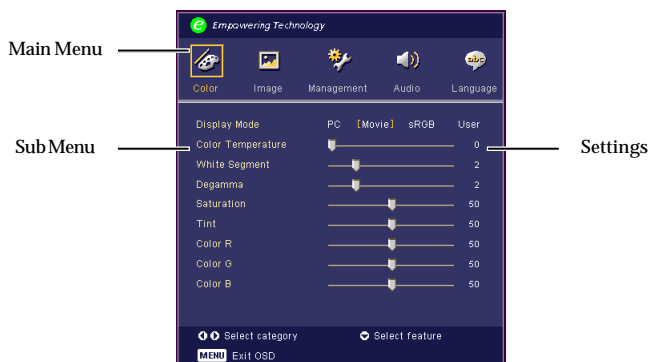 Empowering Technology
Main Menu
Color Image Management Audio Language
Display Mode PC [Movie] sRGB User
Sub Menu
Color Temperature 0
Settings
White Segment 2
Degamma 2
Saturation 50
Tint 50
Color R 50
Color G 50
Color B 50
Select category Select feature
MENU Exit OSD